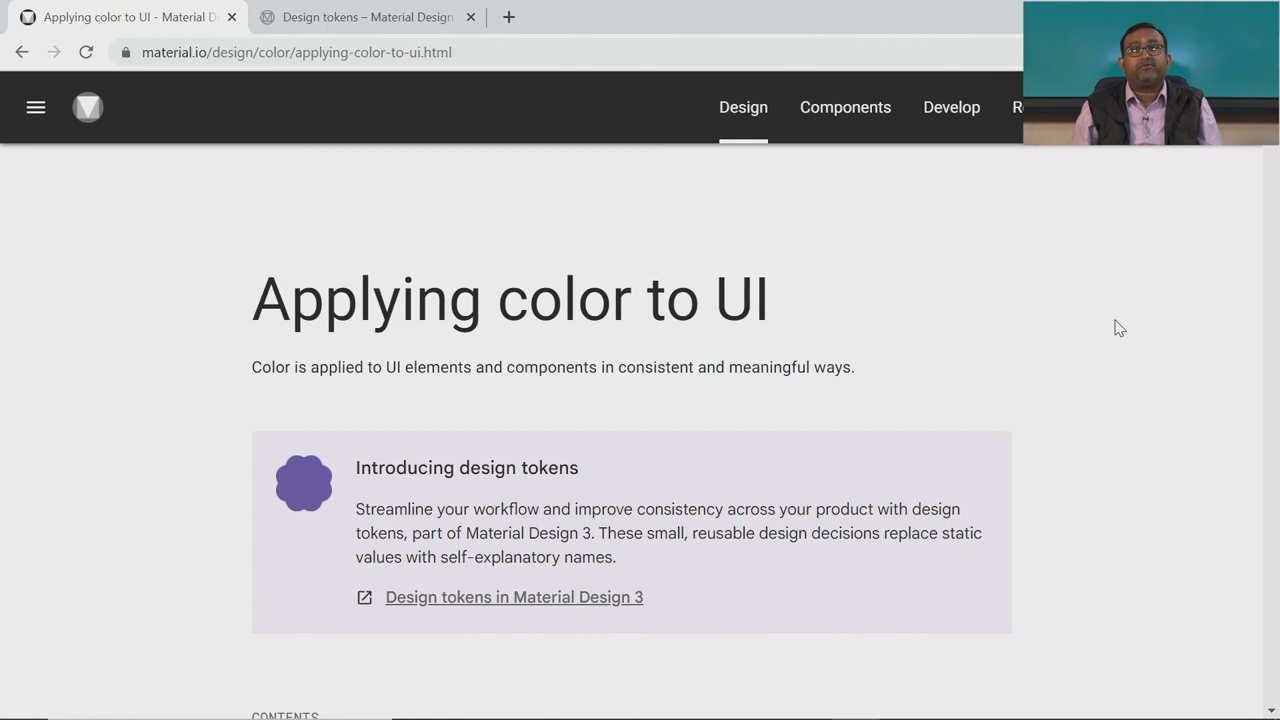 Applying color to UI - Material D
Design tokens – Material Design
material.io/design/color/applying-color-to-ui.html
Design
Components
Develop
Applying color to UI
Color is applied to UI elements and components in consistent and meaningful ways.
Introducing design tokens
Streamline your workflow and improve consistency across your product with design
tokens, part of Material Design 3. These small, reusable design decisions replace static
values with self-explanatory names.
Design tokens in Material Design 3
CONTENTS